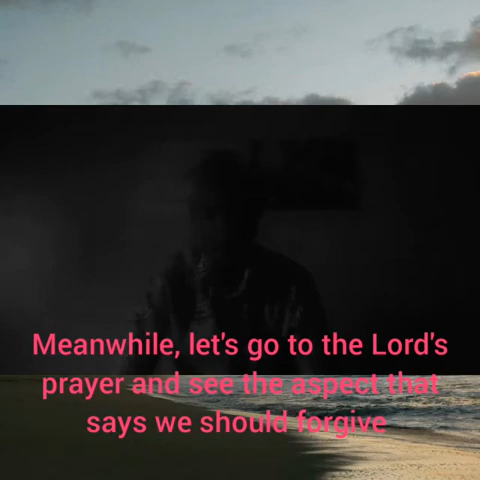 Meanwhile, let's go to the Lord's
prayer and see the aspect that
says we should forgive